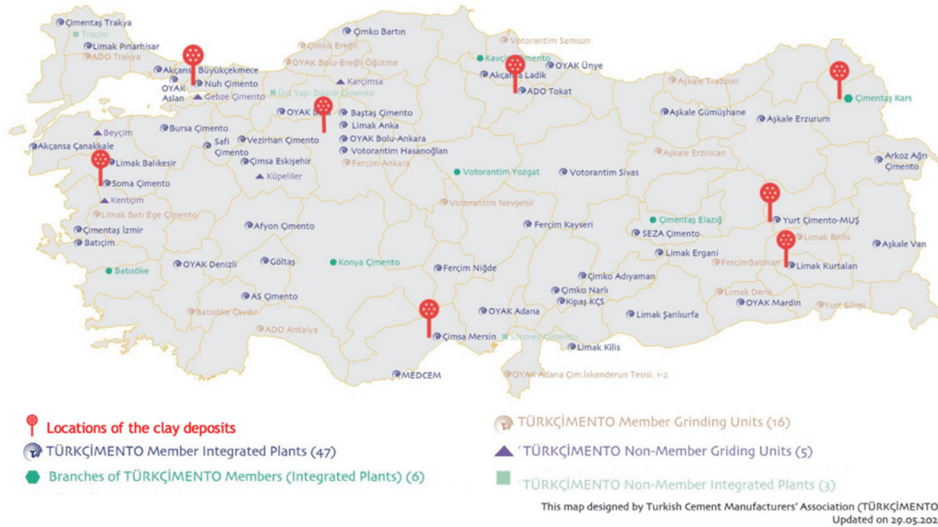 Çimentaş Trakya
Traçim
Limak Pınarhisar
ADO Trakya
Akçansa Büyükçekmece
OYAK Aslan
Nuh Çimento
Gebze Çimento
Çimko Bartın
Çimko Ereğli
OYAK Bolu-Ereğli Öğütme
Karçimsa
Üst Yapı Düzce Çimento
OYAK
Baştaş Çimento
Limak Anka
OYAK Bolu-Ankara
Votorantim Hasanoğlan
Ferçim Ankara
Votorantim Samsun
Kavç
OYAK Ünye
Akçansa Ladik
ADO Tokat
Aşkale Trabzon
Aşkale Gümüşhane
Aşkale Erzurum
Çimentaş Kars
Beyçim
Bursa Çimento
Akçansa Çanakkale
Safi Çimento
Vezirhan Çimento
Limak Balıkesir
Çimsa Eskişehir
Küpeliler
Soma Çimento
Kentçim
Votorantim Yozgat
Votorantim Sivas
Aşkale Erzincan
Arkoz Ağrı Çimento
Limak Batı Ege Çimento
Votorantim Nevşehir
Çimentaş İzmir
Batıçim
Afyon Çimento
Ferçim Kayseri
Çimentaş Elazığ
SEZA Çimento
Yurt Çimento-MUŞ
Limak Bitlis
Aşkale Van
Batısöke
OYAK Denizli
Göltaş
Konya Çimento
Ferçim Niğde
Limak Ergani
FerçimBatman
Limak Kurtalan
Çimko Adıyaman
AS Çimento
Çimko Narlı
Kipaş KÇS
Limak Derik
OYAK Mardin
Yurt Silopi
Batısöke Çavdır
ADO Antalya
OYAK Adana
Limak Şanlıurfa
Çimsa Mersin
Sönmez Çimento
Limak Kilis
MEDCEM
OYAK Adana Çim.İskenderun Tesisi. 1-2
Locations of the clay deposits
TÜRKÇİMENTO Member Integrated Plants (47)
Branches of TÜRKÇİMENTO Members (Integrated Plants) (6)
TÜRKÇİMENTO Member Grinding Units (16)
TÜRKÇİMENTO Non-Member Griding Units (5)
TÜRKÇİMENTO Non-Member Integrated Plants (3)
This map designed by Turkish Cement Manufacturers' Association (TÜRKÇİMENTO
Updated on 29.05.202